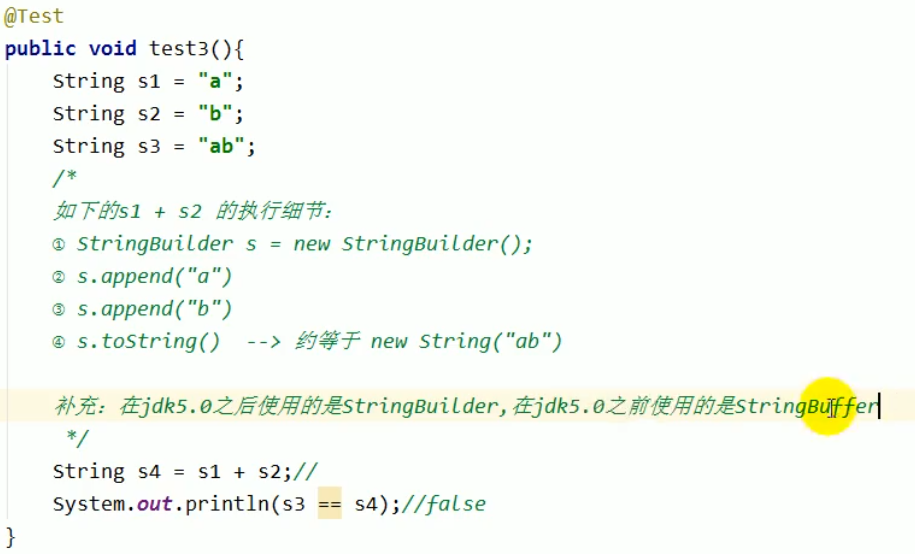 @Test
public void test3(){
String s1 = "a";
String s2 = "b";
String s3 = "ab";
/*
如下的s1 + s2 的执行细节：
① StringBuilder s = new StringBuilder();
② s.append("a")
③ s.append("b")
④ s.toString()  --> 约等于 new String("ab")
补充：在jdk5.0之后使用的是StringBuilder,在jdk5.0之前使用的是StringBuffer
*/
String s4 = s1 + s2;//
System.out.println(s3 == s4);//false
}